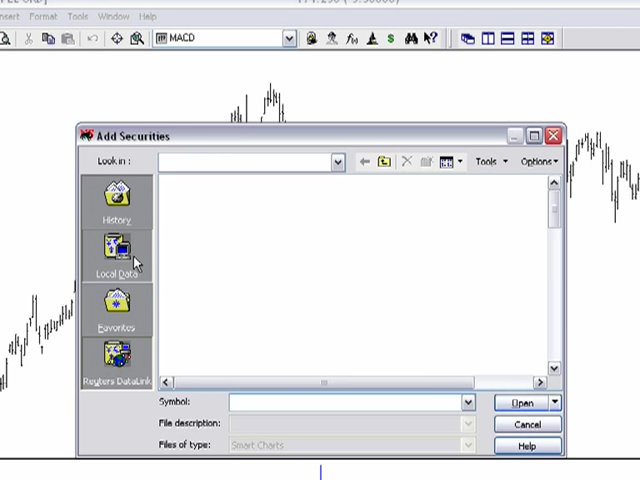 nsert Format Tools Window Help
MACD
Add Securities
Look in :
Tools Options
History
Local Data
Favorites
Reuters DataLink
Symbol:
Open
File description:
Cancel
Files of type: Smart Charts
Help